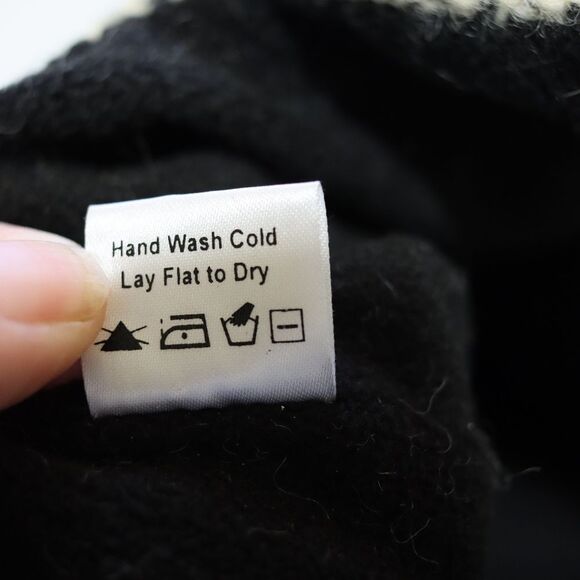 Hand Wash Cold
Lay Flat to Dry